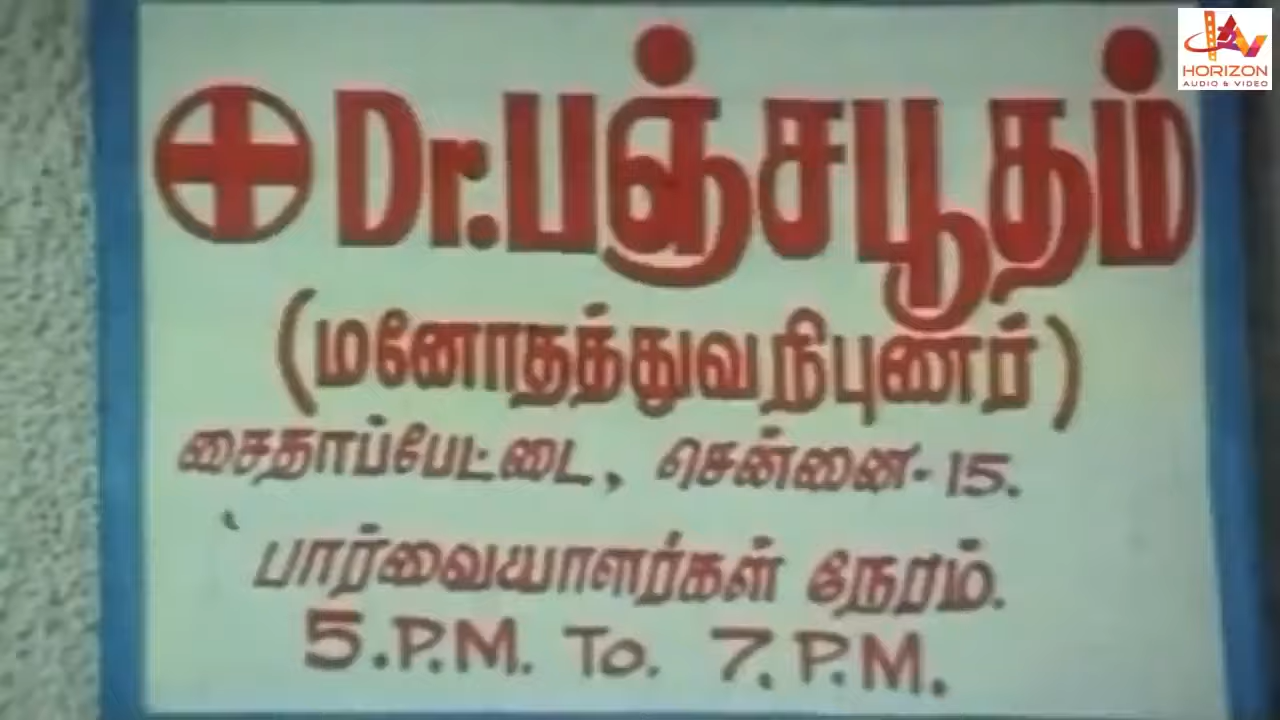 HORIZON
AUDIO & VIDEO
Dr.பஞ்சபூதம்
(மனோதத்துவ நிபுணர்)
சைதாப்பேட்டை, சென்னை-15.
பார்வையாளர்கள் நேரம்.
5.P.M. To. 7.P.M.